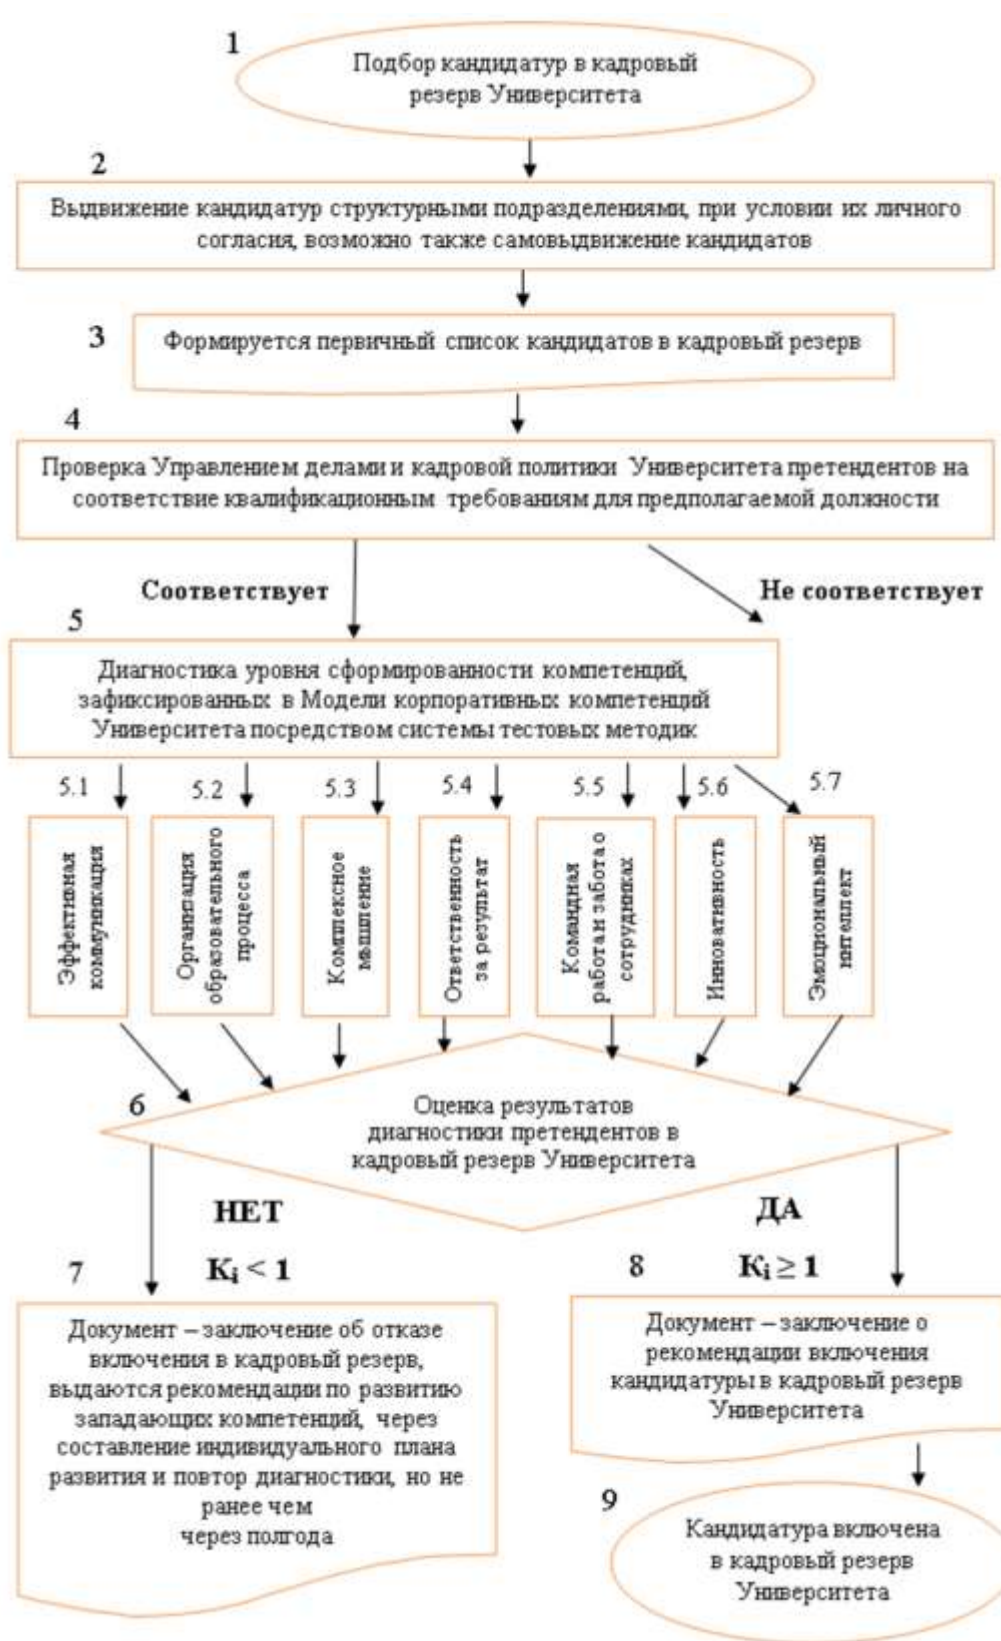 1
Подбор кандидатур в кадровый
резерв Университета
2
Выдвижение кандидатур структурными подразделениями, при условии их личного
согласия, возможно также самовыдвижение кандидатов
3
Формируется первичный список кандидатов в кадровый резерв
4
Проверка Управлением делами и кадровой политики Университета претендентов на
соответствие квалификационным требованиям для предполагаемой должности
Соответствует
Не соответствует
5
Диагностика уровня сформированности компетенций,
зафиксированных в Модели корпоративных компетенций
Университета посредством системы тестовых методик
5.1
5.2
5.3
5.4
5.5
5.6
5.7
Эффективная
коммуникации
Организация
образовательного
процесса
Комплексное
мышление
Ответственность
за результат
Командная
работа и забота о
сотрудниках
Инновативность
Эмоциональный
интеллект
6
Оценка результатов
диагностики претендентов в
кадровый резерв Университета
НЕТ
ДА
7
Ki < 1
8
Ki ≥ 1
Документ – заключение об отказе
включения в кадровый резерв,
выдаются рекомендации по развитию
западающих компетенций, через
составление индивидуального плана
развития и повтор диагностики, но не
ранее чем
через полгода
Документ – заключение о
рекомендации включения
кандидатуры в кадровый резерв
Университета
9
Кандидатура включена
в кадровый резерв
Университета